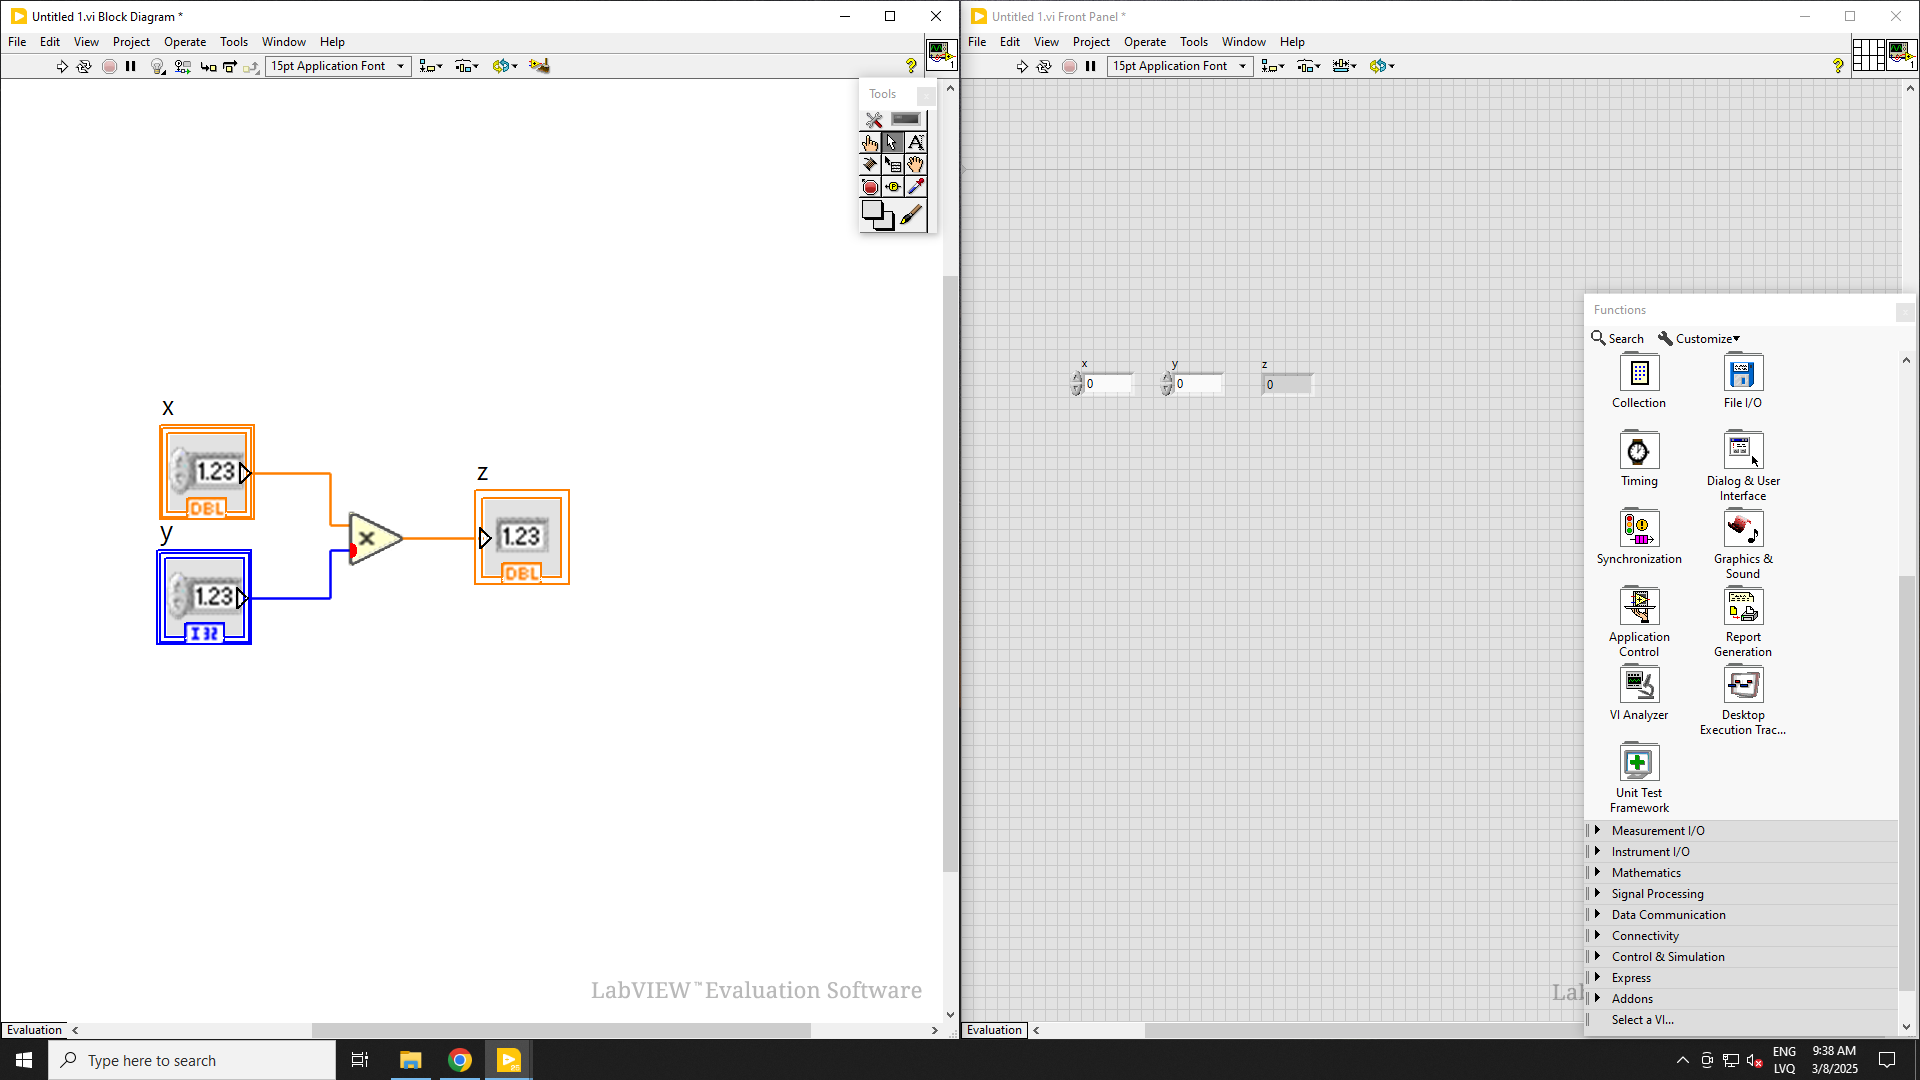 Untitled 1.vi Block Diagram *
File Edit View Project Operate Tools Window Help
15pt Application Font
1
Tools
x
1.23
DBL
y
1.23
I32
z
1.23
DBL
LabVIEW™ Evaluation Software
Evaluation
Untitled 1.vi Front Panel *
File Edit View Project Operate Tools Window Help
15pt Application Font
1
x
0
y
0
z
0
Functions
Search Customize
Collection
File I/O
Timing
Dialog & User
Interface
Synchronization
Graphics &
Sound
Application
Control
Report
Generation
VI Analyzer
Desktop
Execution Trac...
Unit Test
Framework
Measurement I/O
Instrument I/O
Mathematics
Signal Processing
Data Communication
Connectivity
Control & Simulation
Express
Addons
Select a VI...
Evaluation
Type here to search
ENG
LVQ
9:38 AM
3/8/2025